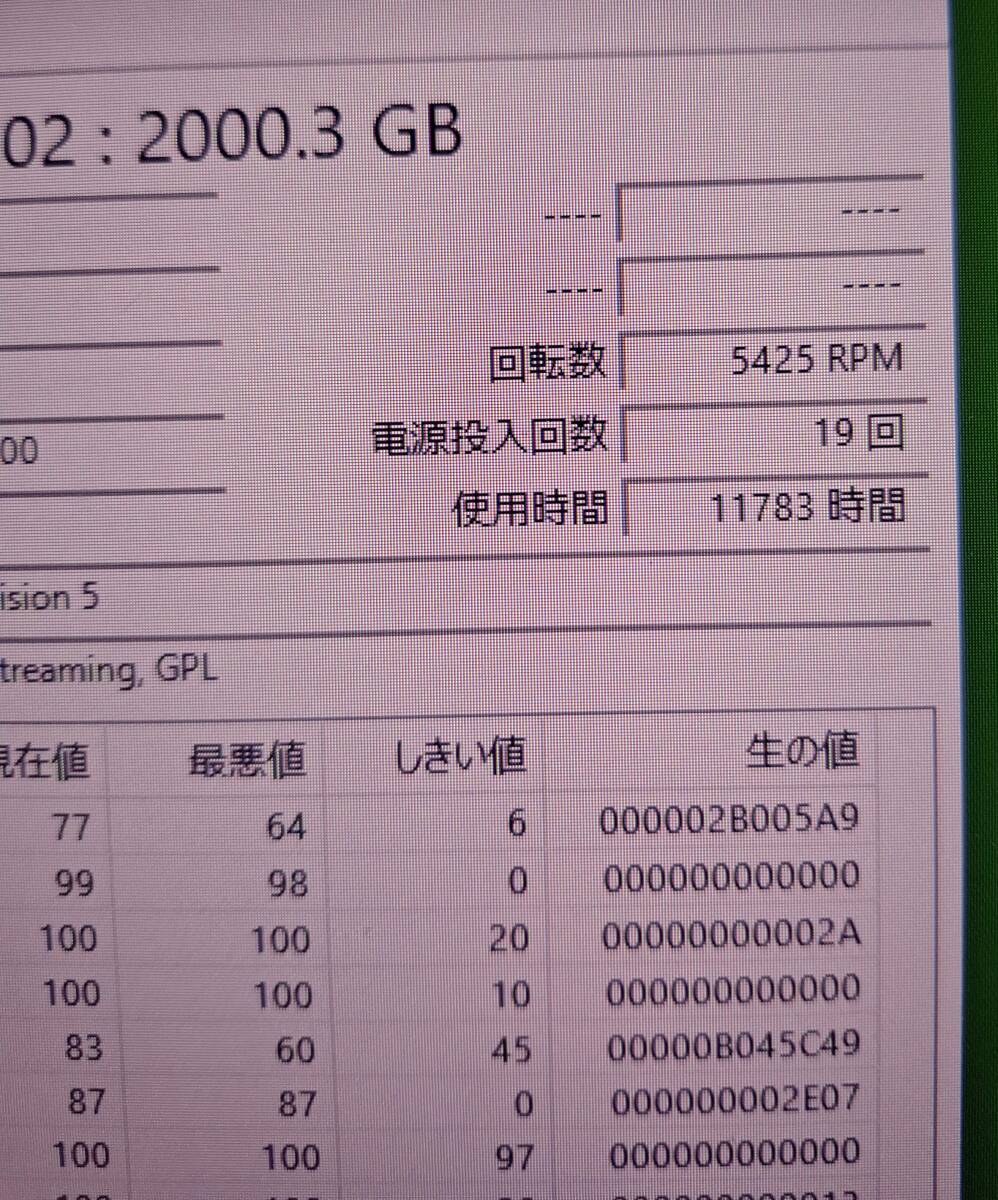 02 : 2000.3 GB
---- ----
---- ----
回転数 5425 RPM
00 電源投入回数 19 回
使用時間 11783 時間
ision 5
treaming, GPL
現在値 最悪値 しきい値 生の値
77 64 6 000002B005A9
99 98 0 000000000000
100 100 20 00000000002A
100 100 10 000000000000
83 60 45 00000B045C49
87 87 0 000000002E07
100 100 97 000000000000